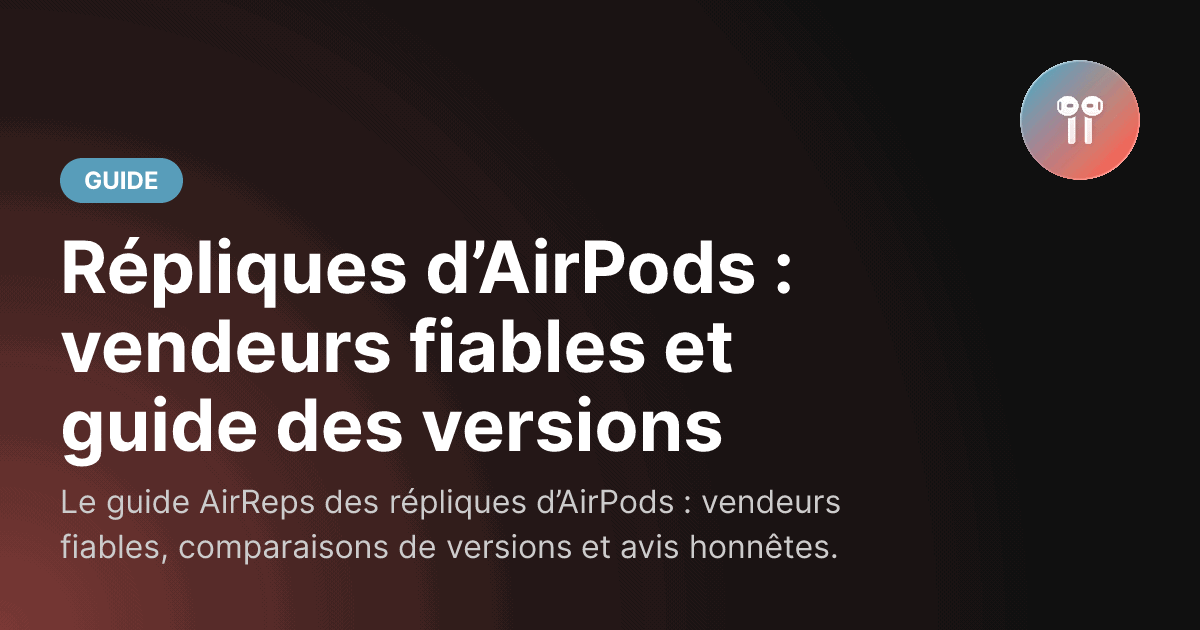 GUIDE
Répliques d’AirPods :
vendeurs fiables et
guide des versions
Le guide AirReps des répliques d’AirPods : vendeurs
fiables, comparaisons de versions et avis honnêtes.